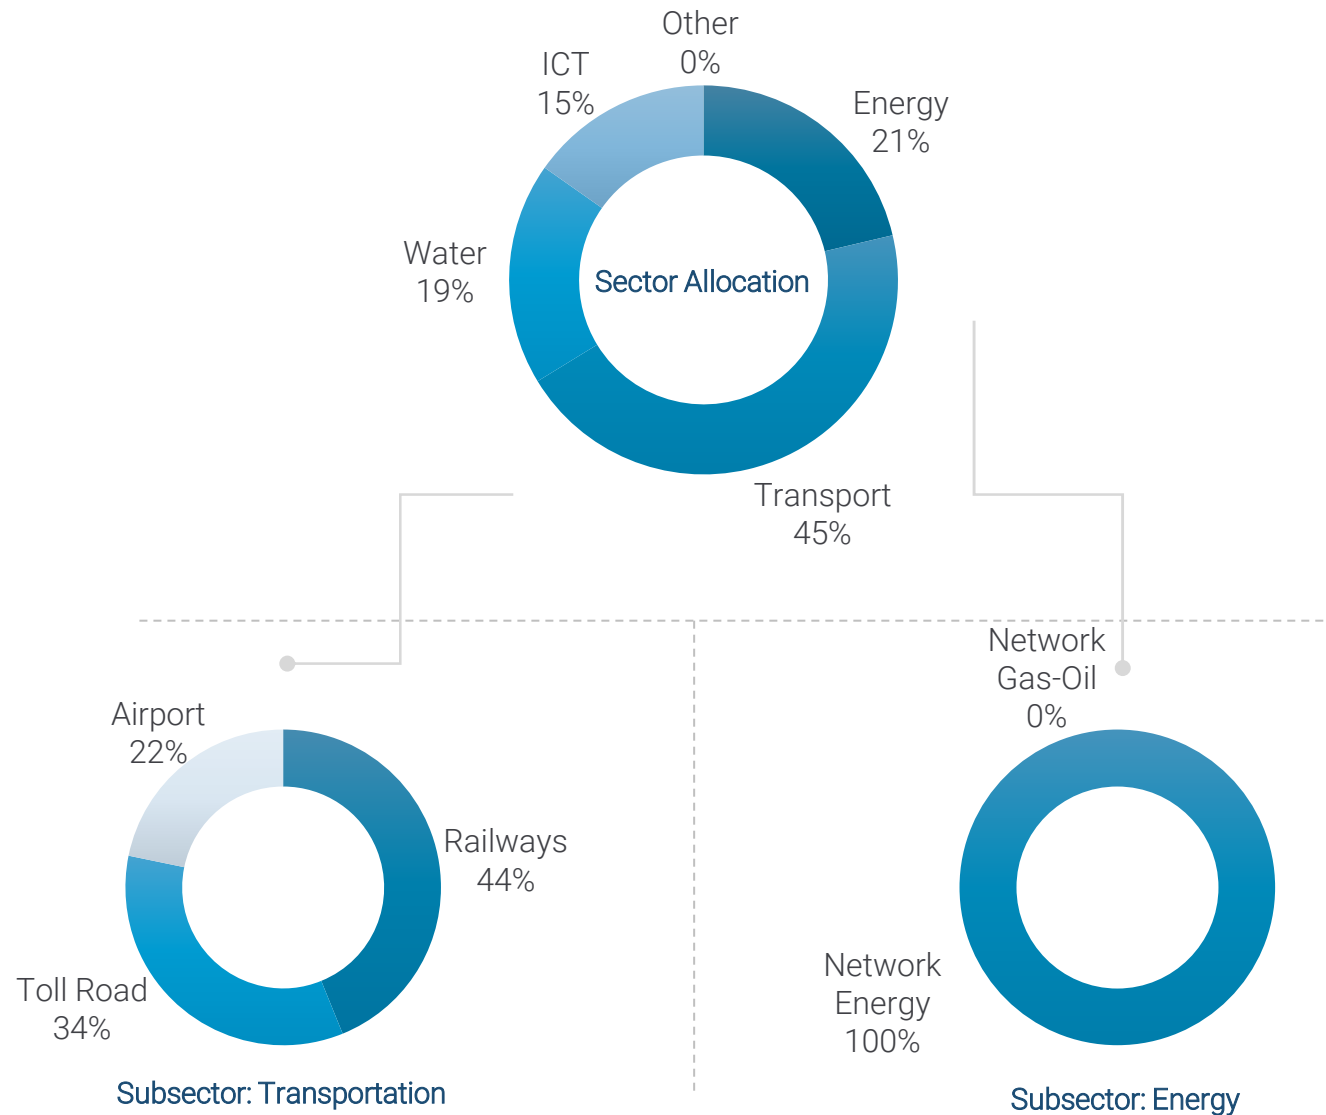 Other
0%
ICT
15%
Energy
21%
Water
19%
Sector Allocation
Transport
45%
Network
Gas-Oil
0%
Airport
22%
Railways
44%
Toll Road
34%
Network
Energy
100%
Subsector: Transportation
Subsector: Energy